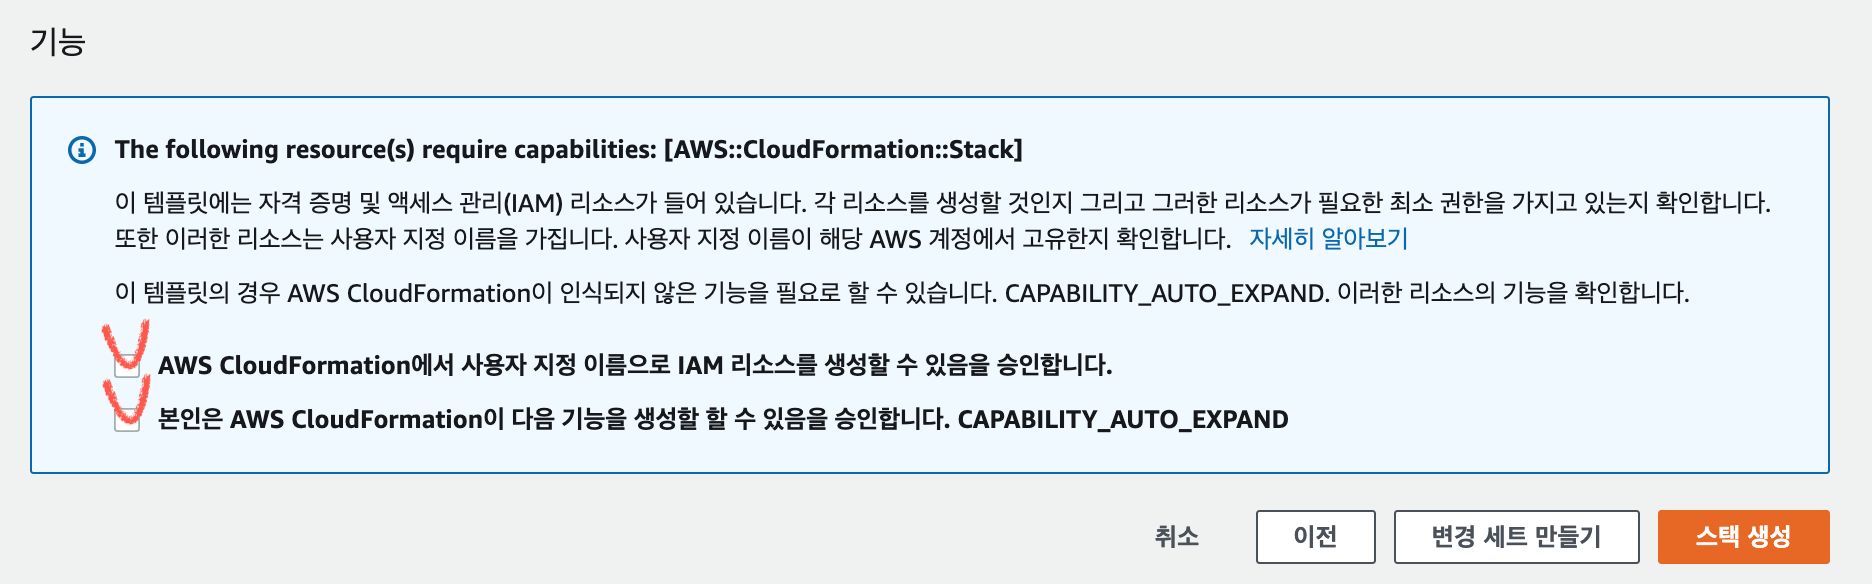 기능
The following resource(s) require capabilities: [AWS::CloudFormation::Stack]
이 템플릿에는 자격 증명 및 액세스 관리(IAM) 리소스가 들어 있습니다. 각 리소스를 생성할 것인지 그리고 그러한 리소스가 필요한 최소 권한을 가지고 있는지 확인합니다.
또한 이러한 리소스는 사용자 지정 이름을 가집니다. 사용자 지정 이름이 해당 AWS 계정에서 고유한지 확인합니다. 자세히 알아보기
이 템플릿의 경우 AWS CloudFormation이 인식되지 않은 기능을 필요로 할 수 있습니다. CAPABILITY_AUTO_EXPAND. 이러한 리소스의 기능을 확인합니다.
AWS CloudFormation에서 사용자 지정 이름으로 IAM 리소스를 생성할 수 있음을 승인합니다.
본인은 AWS CloudFormation이 다음 기능을 생성할 할 수 있음을 승인합니다. CAPABILITY_AUTO_EXPAND
취소 이전 변경 세트 만들기 스택 생성